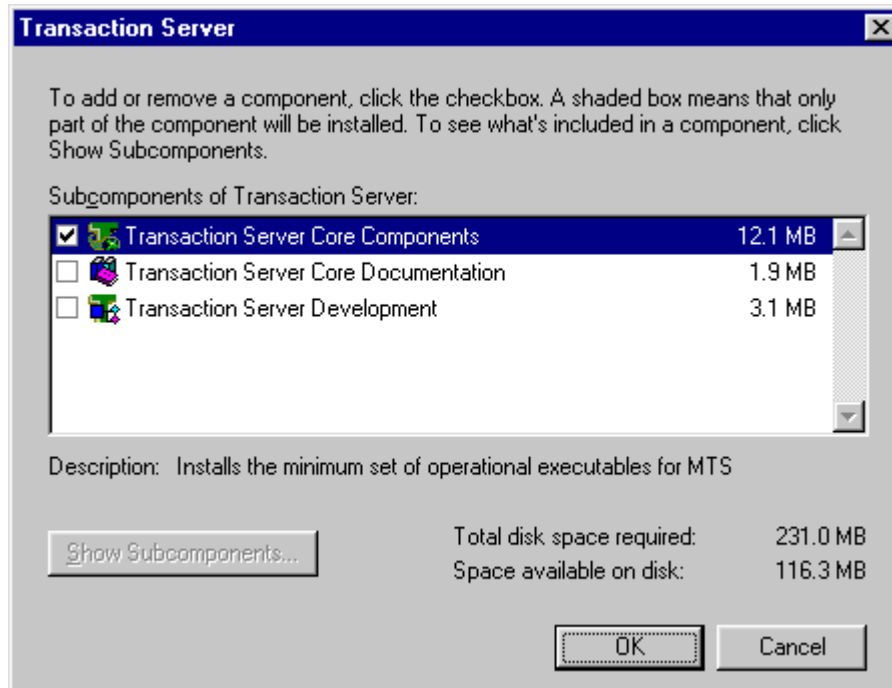 Transaction Server
To add or remove a component, click the checkbox. A shaded box means that only
part of the component will be installed. To see what's included in a component, click
Show Subcomponents.
Subcomponents of Transaction Server:
Transaction Server Core Components 12.1 MB
Transaction Server Core Documentation 1.9 MB
Transaction Server Development 3.1 MB
Description: Installs the minimum set of operational executables for MTS
Show Subcomponents...
Total disk space required: 231.0 MB
Space available on disk: 116.3 MB
OK Cancel